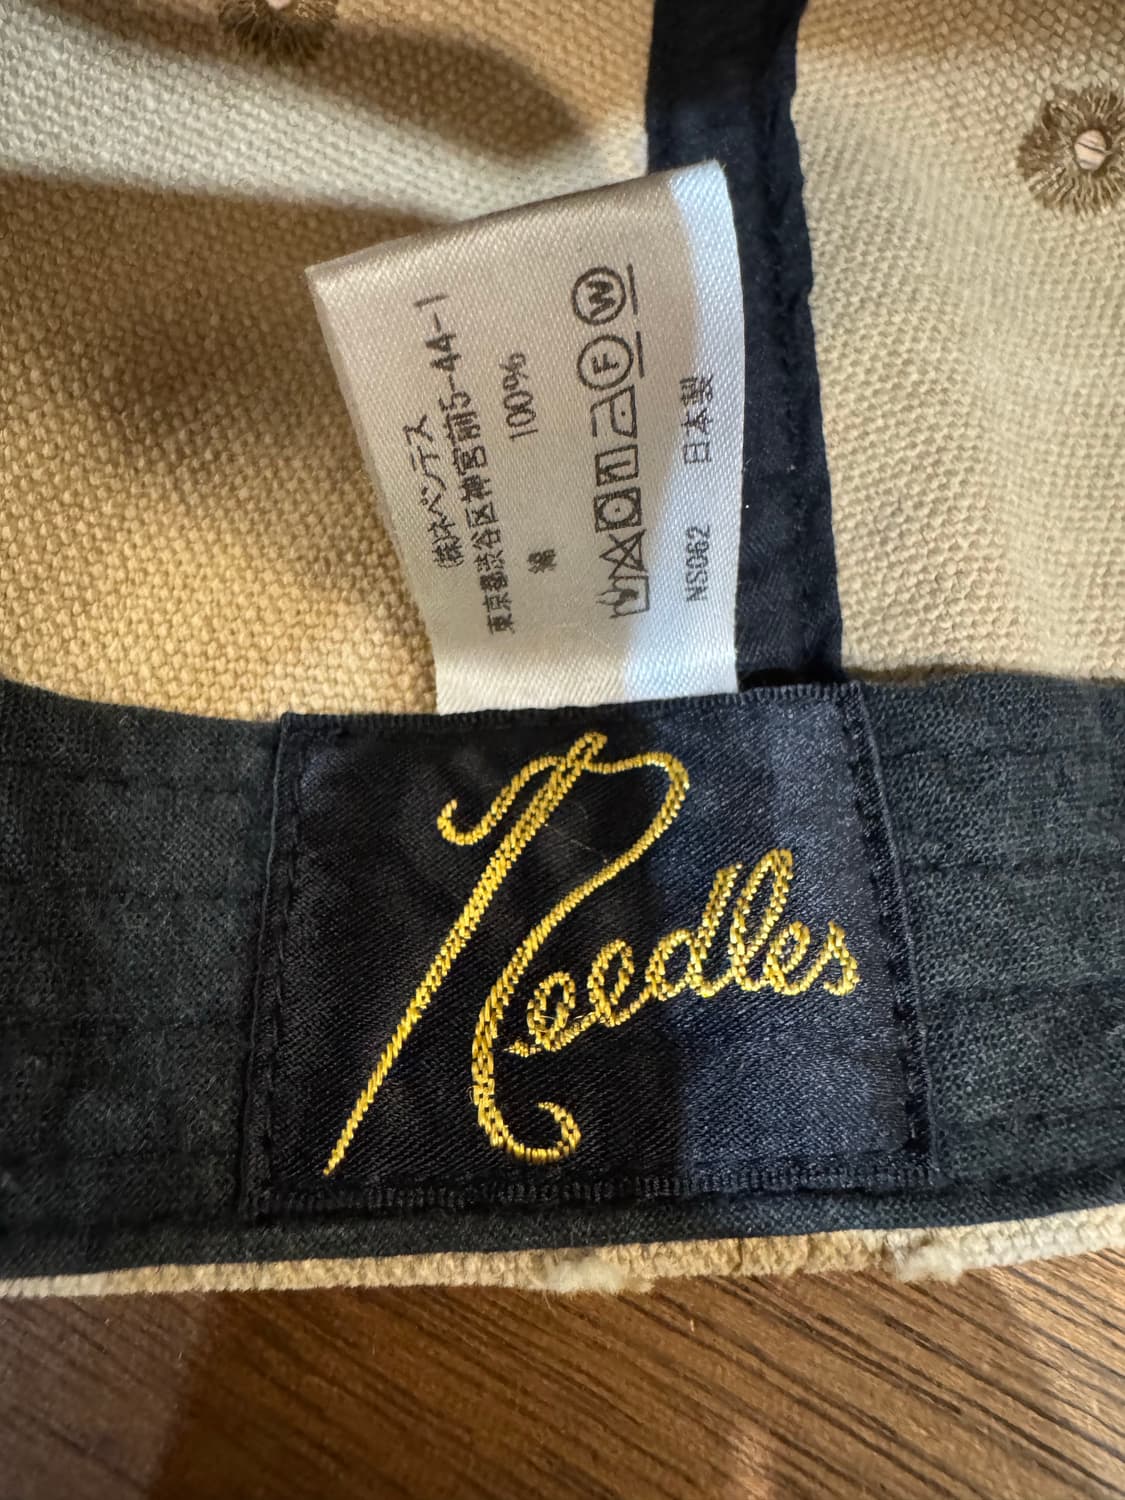 (株)ネペンテス
東京都渋谷区神宮前5-44-1
綿 100%
W
F
NS062 日本製
Needles